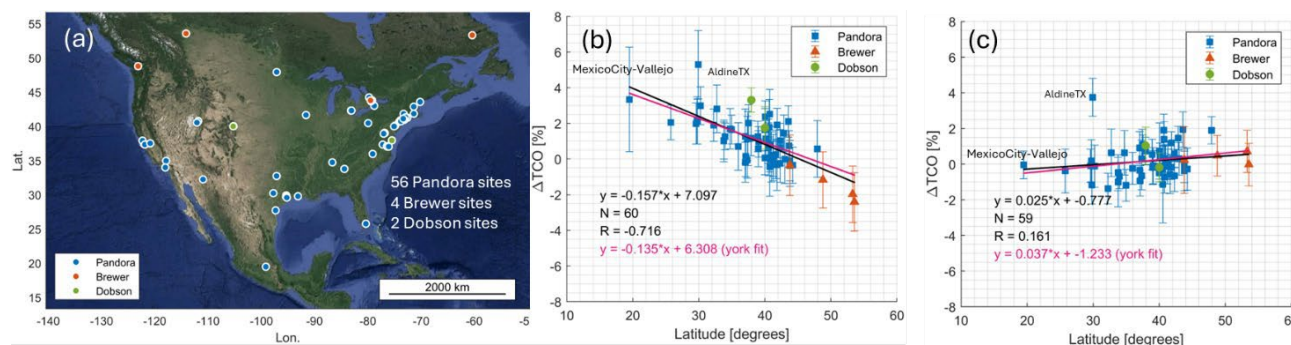 (a)
Lat.
55
50
45
40
35
30
25
20
15
56 Pandora sites
4 Brewer sites
2 Dobson sites
Pandora
Brewer
Dobson
2000 km
-140 -130 -120 -110 -100 -90 -80 -70 -60 -5
Lon.
(b)
ΔTCO [%]
8
6
4
2
0
-2
-4
-6
-8
Pandora
Brewer
Dobson
MexicoCity-Vallejo
AldineTX
y = -0.157*x + 7.097
N = 60
R = -0.716
y = -0.135*x + 6.308 (york fit)
10 20 30 40 50 60
Latitude [degrees]
(c)
ΔTCO [%]
8
6
4
2
0
-2
-4
-6
-8
Pandora
Brewer
Dobson
AldineTX
MexicoCity-Vallejo
y = 0.025*x + -0.777
N = 59
R = 0.161
y = 0.037*x + -1.233 (york fit)
10 20 30 40 50 60
Latitude [degrees]